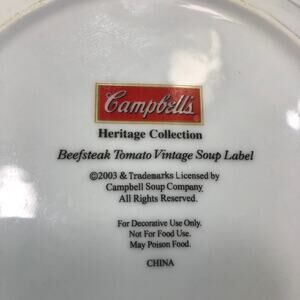 Campbell's
Heritage Collection
Beefsteak Tomato Vintage Soup Label
©2003 & Trademarks Licensed by
Campbell Soup Company
All Rights Reserved.
For Decorative Use Only.
Not For Food Use.
May Poison Food.
CHINA